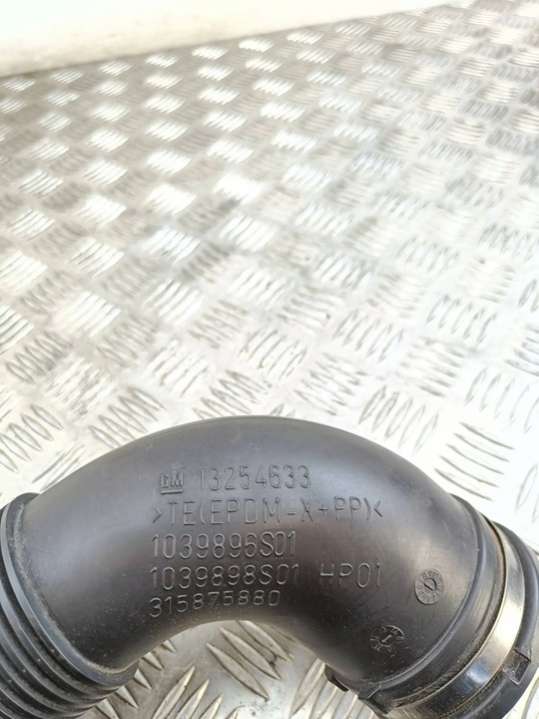 GM 13254633
>TE(EPDM-X+PP)<
1039896S01
1039898S01 HP01
315875880